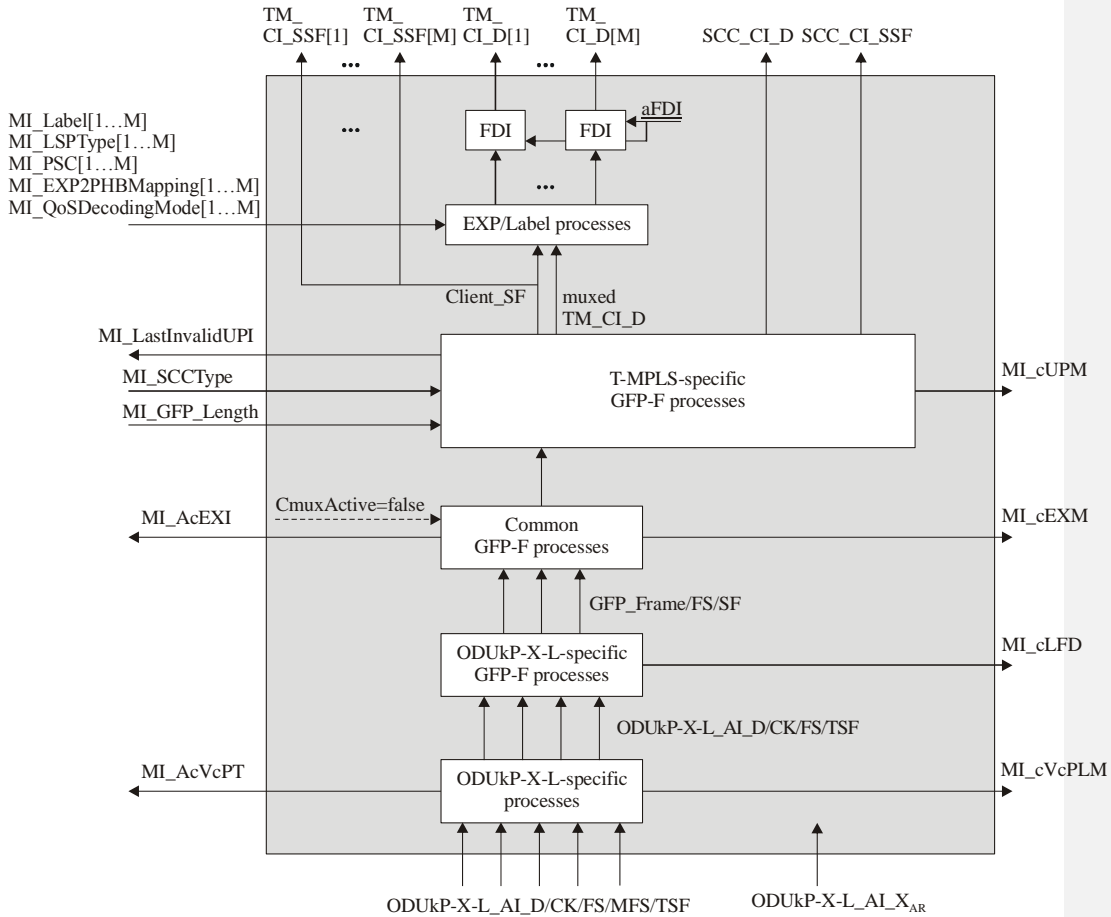 TM_
CI_SSF[1]
TM_
CI_SSF[M]
TM_
CI_D[1]
TM_
CI_D[M]
SCC_CI_D
SCC_CI_SSF
...
...
MI_Label[1…M]
MI_LSPType[1…M]
MI_PSC[1…M]
MI_EXP2PHBMapping[1…M]
MI_QoSDecodingMode[1…M]
...
FDI
FDI
aFDI
...
EXP/Label processes
Client_SF
muxed
TM_CI_D
MI_LastInvalidUPI
MI_SCCType
MI_GFP_Length
T-MPLS-specific
GFP-F processes
MI_cUPM
CmuxActive=false
MI_AcEXI
Common
GFP-F processes
MI_cEXM
GFP_Frame/FS/SF
ODUkP-X-L-specific
GFP-F processes
MI_cLFD
ODUkP-X-L_AI_D/CK/FS/TSF
MI_AcVcPT
ODUkP-X-L-specific
processes
MI_cVcPLM
ODUkP-X-L_AI_D/CK/FS/MFS/TSF
ODUkP-X-L_AI_X_AR